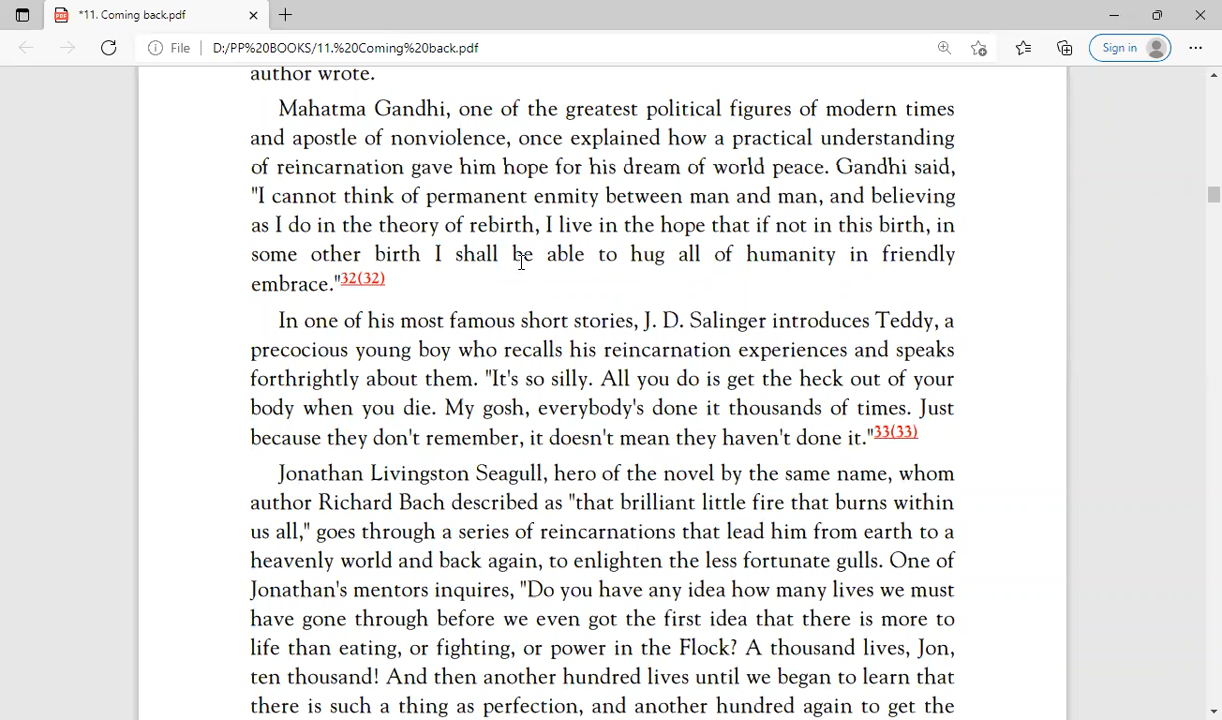 *11. Coming back.pdf
File D:/PP%20BOOKS/11.%20Coming%20back.pdf Sign in
author wrote.
Mahatma Gandhi, one of the greatest political figures of modern times
and apostle of nonviolence, once explained how a practical understanding
of reincarnation gave him hope for his dream of world peace. Gandhi said,
"I cannot think of permanent enmity between man and man, and believing
as I do in the theory of rebirth, I live in the hope that if not in this birth, in
some other birth I shall be able to hug all of humanity in friendly
embrace."32(32)
In one of his most famous short stories, J. D. Salinger introduces Teddy, a
precocious young boy who recalls his reincarnation experiences and speaks
forthrightly about them. "It's so silly. All you do is get the heck out of your
body when you die. My gosh, everybody's done it thousands of times. Just
because they don't remember, it doesn't mean they haven't done it."33(33)
Jonathan Livingston Seagull, hero of the novel by the same name, whom
author Richard Bach described as "that brilliant little fire that burns within
us all," goes through a series of reincarnations that lead him from earth to a
heavenly world and back again, to enlighten the less fortunate gulls. One of
Jonathan's mentors inquires, "Do you have any idea how many lives we must
have gone through before we even got the first idea that there is more to
life than eating, or fighting, or power in the Flock? A thousand lives, Jon,
ten thousand! And then another hundred lives until we began to learn that
there is such a thing as perfection, and another hundred again to get the